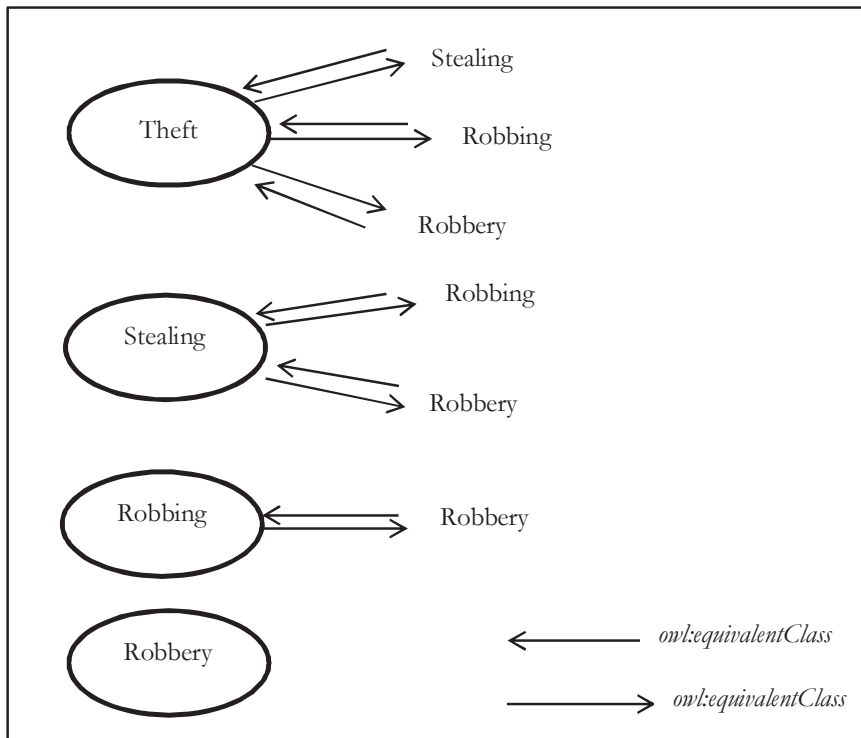 Stealing
Theft
Robbing
Robbery
Robbing
Stealing
Robbery
Robbing
Robbery
Robbery
owl:equivalentClass
owl:equivalentClass